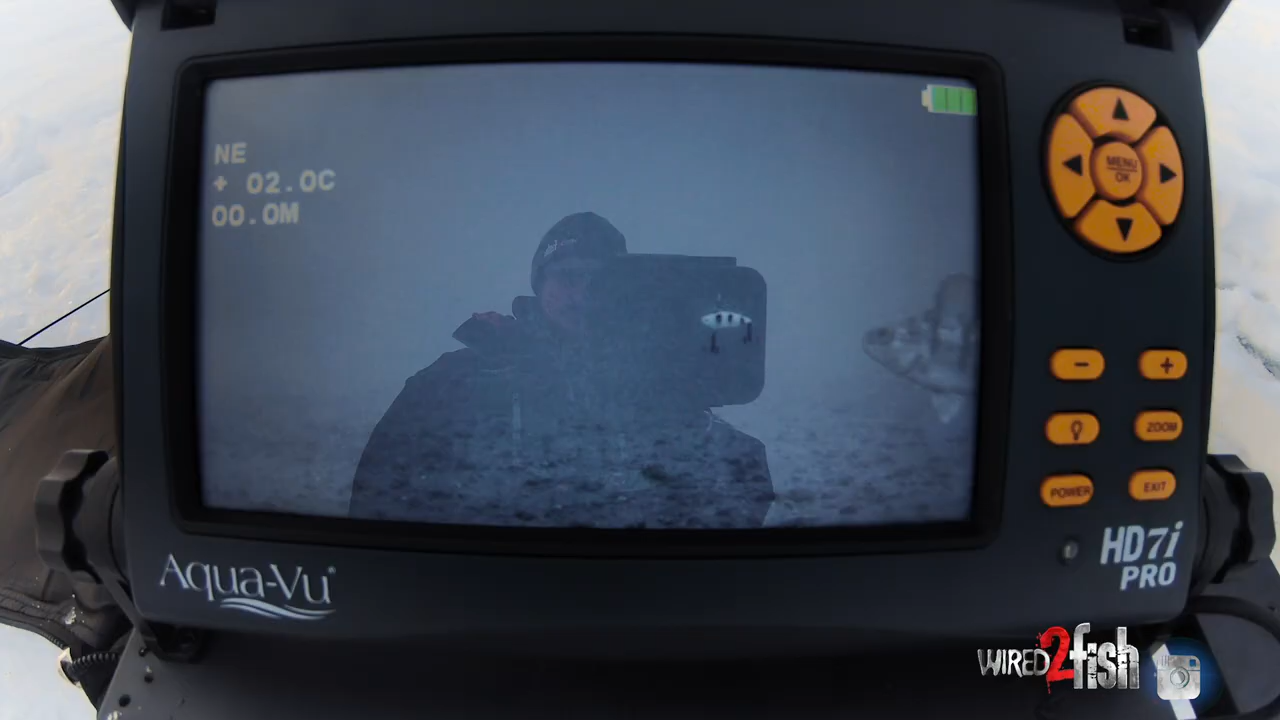 NE
+ 02.0C
00.0M
MENU
OK
- +
ZOOM
POWER
EXIT
HD7i
PRO
Aqua-Vu®
WIRED2fish